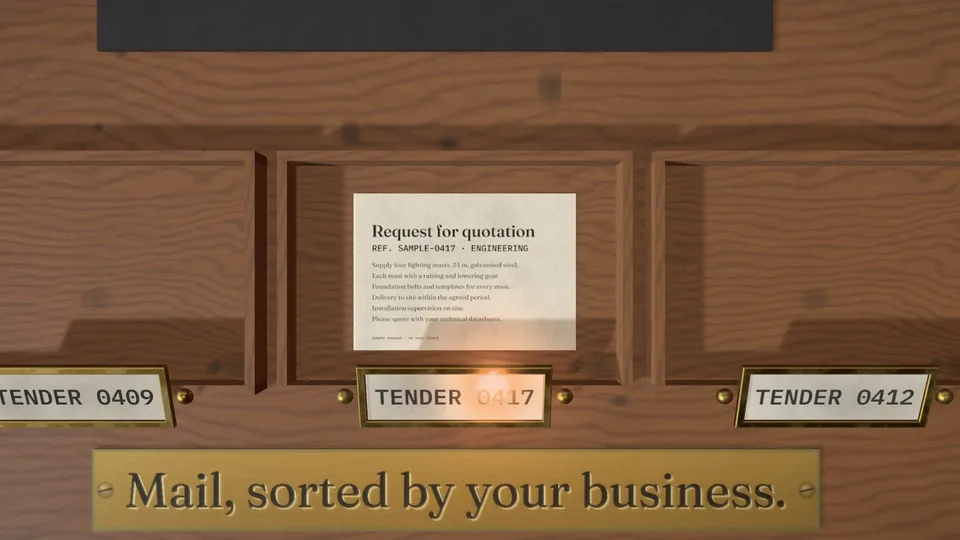 Request for quotation
REF. SAMPLE-0417 · ENGINEERING
Supply four lighting masts, 24 m, galvanised steel.
Each mast with a raising and lowering gear.
Foundation bolts and templates for every mast.
Delivery to site within the agreed period.
Installation supervision on site.
Please quote with your technical datasheets.
TENDER 0409
TENDER 0417
TENDER 0412
Mail, sorted by your business.